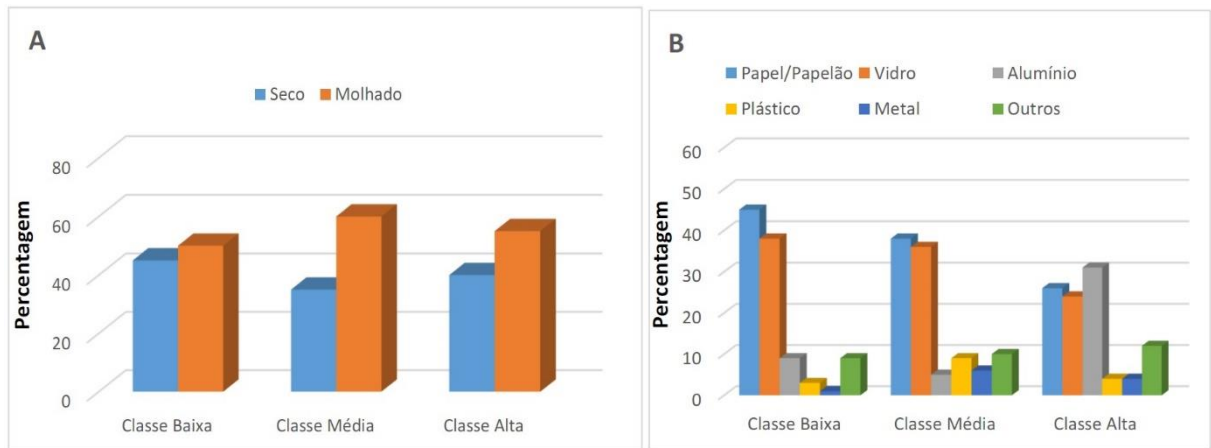 A
Seco Molhado
80
60
40
20
0
Percentagem
Classe Baixa Classe Média Classe Alta
B
Papel/Papelão Vidro Alumínio
Plástico Metal Outros
60
50
40
30
20
10
0
Percentagem
Classe Baixa Classe Média Classe Alta